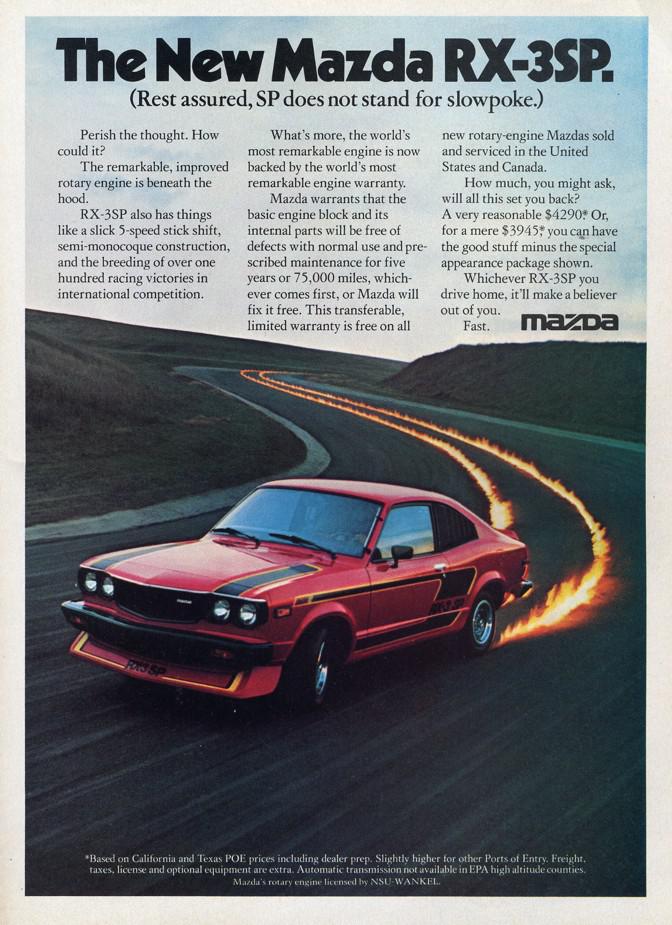 The New Mazda RX-3SP.
(Rest assured, SP does not stand for slowpoke.)
Perish the thought. How
could it?
The remarkable, improved
rotary engine is beneath the
hood.
RX-3SP also has things
like a slick 5-speed stick shift,
semi-monocoque construction,
and the breeding of over one
hundred racing victories in
international competition.
What's more, the world's
most remarkable engine is now
backed by the world's most
remarkable engine warranty.
Mazda warrants that the
basic engine block and its
internal parts will be free of
defects with normal use and pre-
scribed maintenance for five
years or 75,000 miles, which-
ever comes first, or Mazda will
fix it free. This transferable,
limited warranty is free on all
new rotary-engine Mazdas sold
and serviced in the United
States and Canada.
How much, you might ask,
will all this set you back?
A very reasonable $4290.* Or,
for a mere $3945,* you can have
the good stuff minus the special
appearance package shown.
Whichever RX-3SP you
drive home, it'll make a believer
out of you.
Fast.
mazda
mazda
RX-3 SP
RX-3 SP
*Based on California and Texas POE prices including dealer prep. Slightly higher for other Ports of Entry. Freight,
taxes, license and optional equipment are extra. Automatic transmission not available in EPA high altitude counties.
Mazda's rotary engine licensed by NSU-WANKEL.